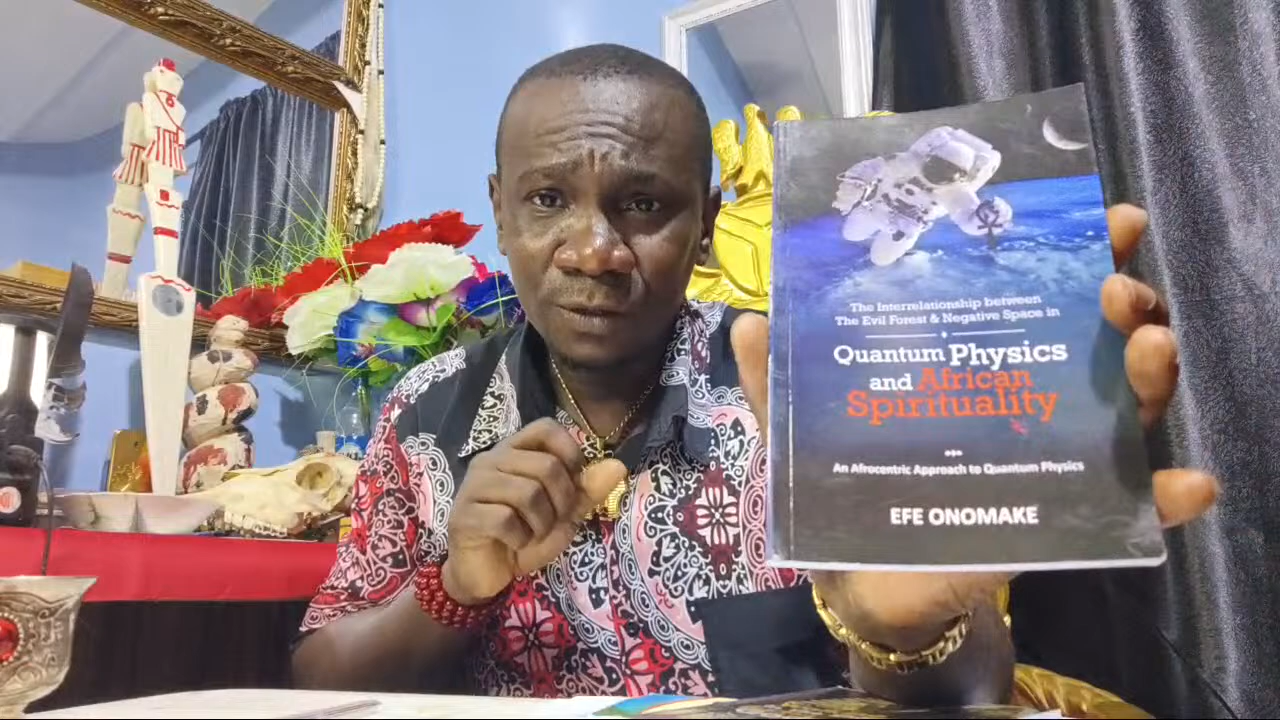 The Interrelationship between
The Evil Forest & Negative Space in
Quantum Physics
and African
Spirituality
An Afrocentric Approach to Quantum Physics
EFE ONOMAKE